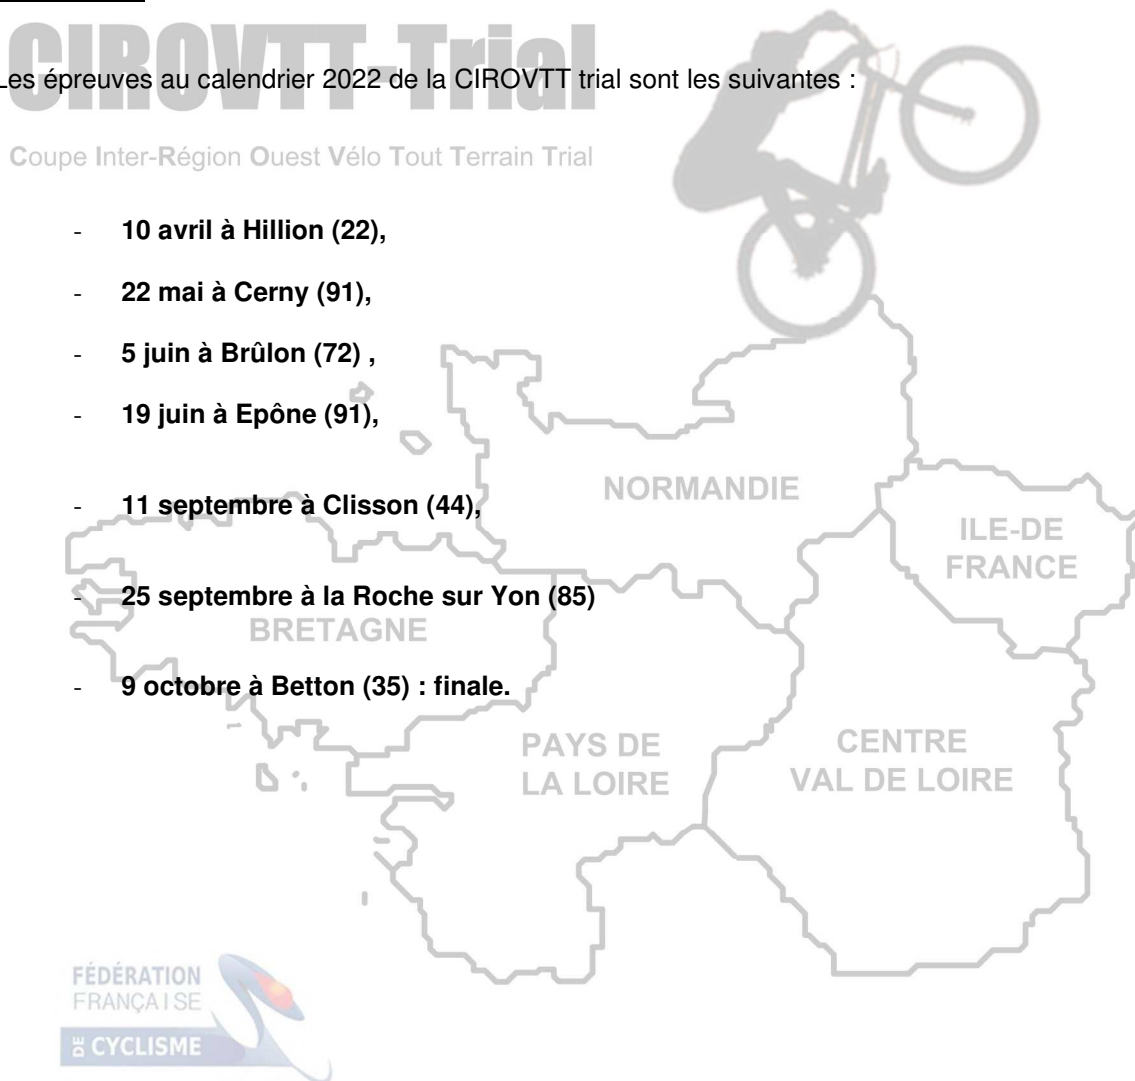 CIROVTT-Trial
Les épreuves au calendrier 2022 de la CIROVTT trial sont les suivantes :
Coupe Inter-Région Ouest Vélo Tout Terrain Trial
- 10 avril à Hillion (22),
- 22 mai à Cerny (91),
- 5 juin à Brûlon (72) ,
- 19 juin à Epône (91),
NORMANDIE
- 11 septembre à Clisson (44),
ILE-DE
FRANCE
- 25 septembre à la Roche sur Yon (85)
BRETAGNE
- 9 octobre à Betton (35) : finale.
PAYS DE
LA LOIRE
CENTRE
VAL DE LOIRE
FÉDÉRATION
FRANÇAISE
DE CYCLISME